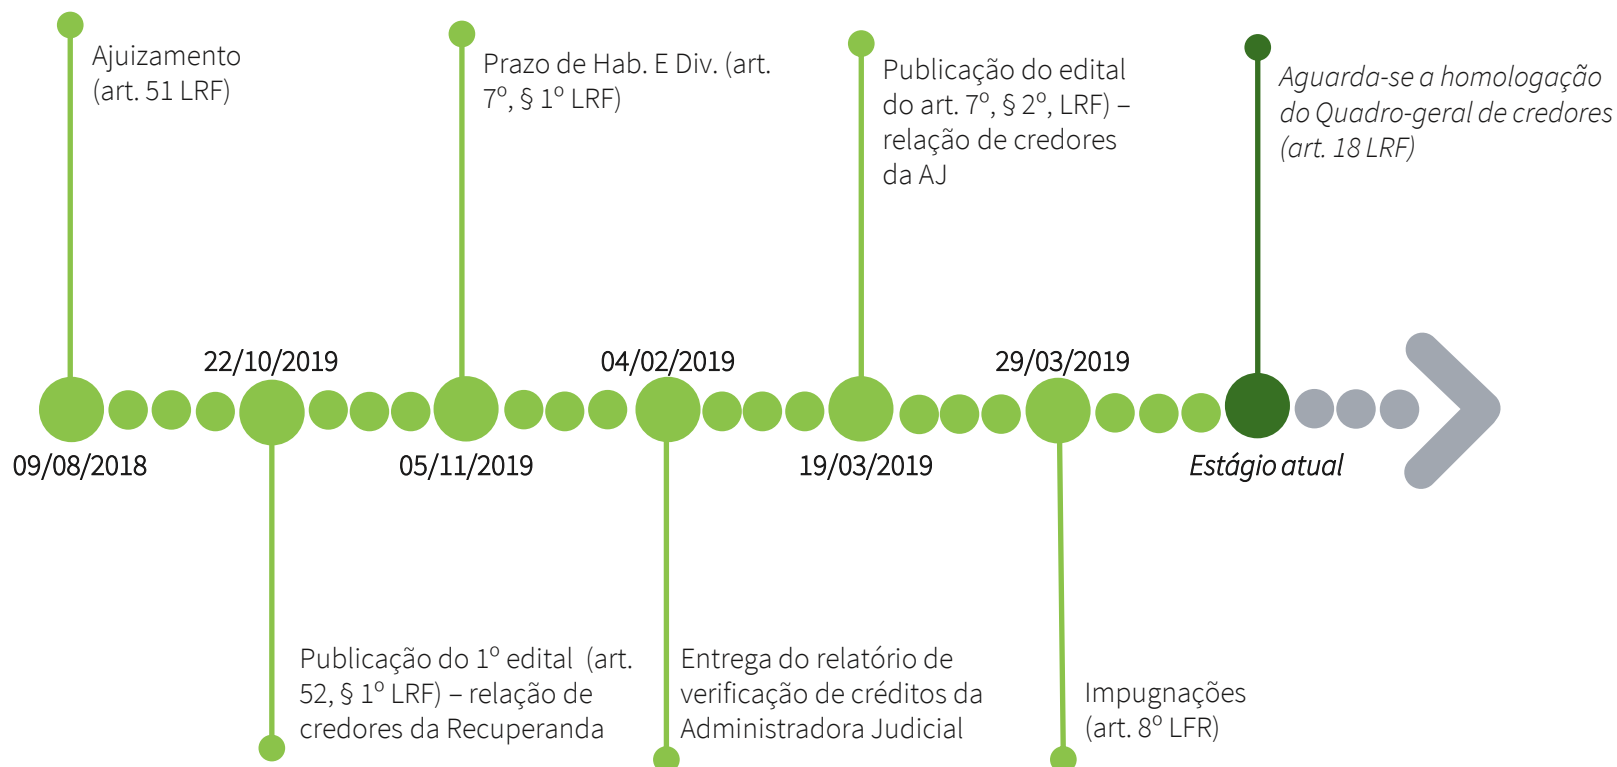 Ajuizamento
(art. 51 LRF)
Prazo de Hab. E Div. (art.
7º, § 1º LRF)
Publicação do edital
do art. 7º, § 2º, LRF) –
relação de credores
da AJ
Aguarda-se a homologação
do Quadro-geral de credores
(art. 18 LRF)
22/10/2019
04/02/2019
29/03/2019
09/08/2018
05/11/2019
19/03/2019
Estágio atual
Publicação do 1º edital (art.
52, § 1º LRF) – relação de
credores da Recuperanda
Entrega do relatório de
verificação de créditos da
Administradora Judicial
Impugnações
(art. 8º LFR)